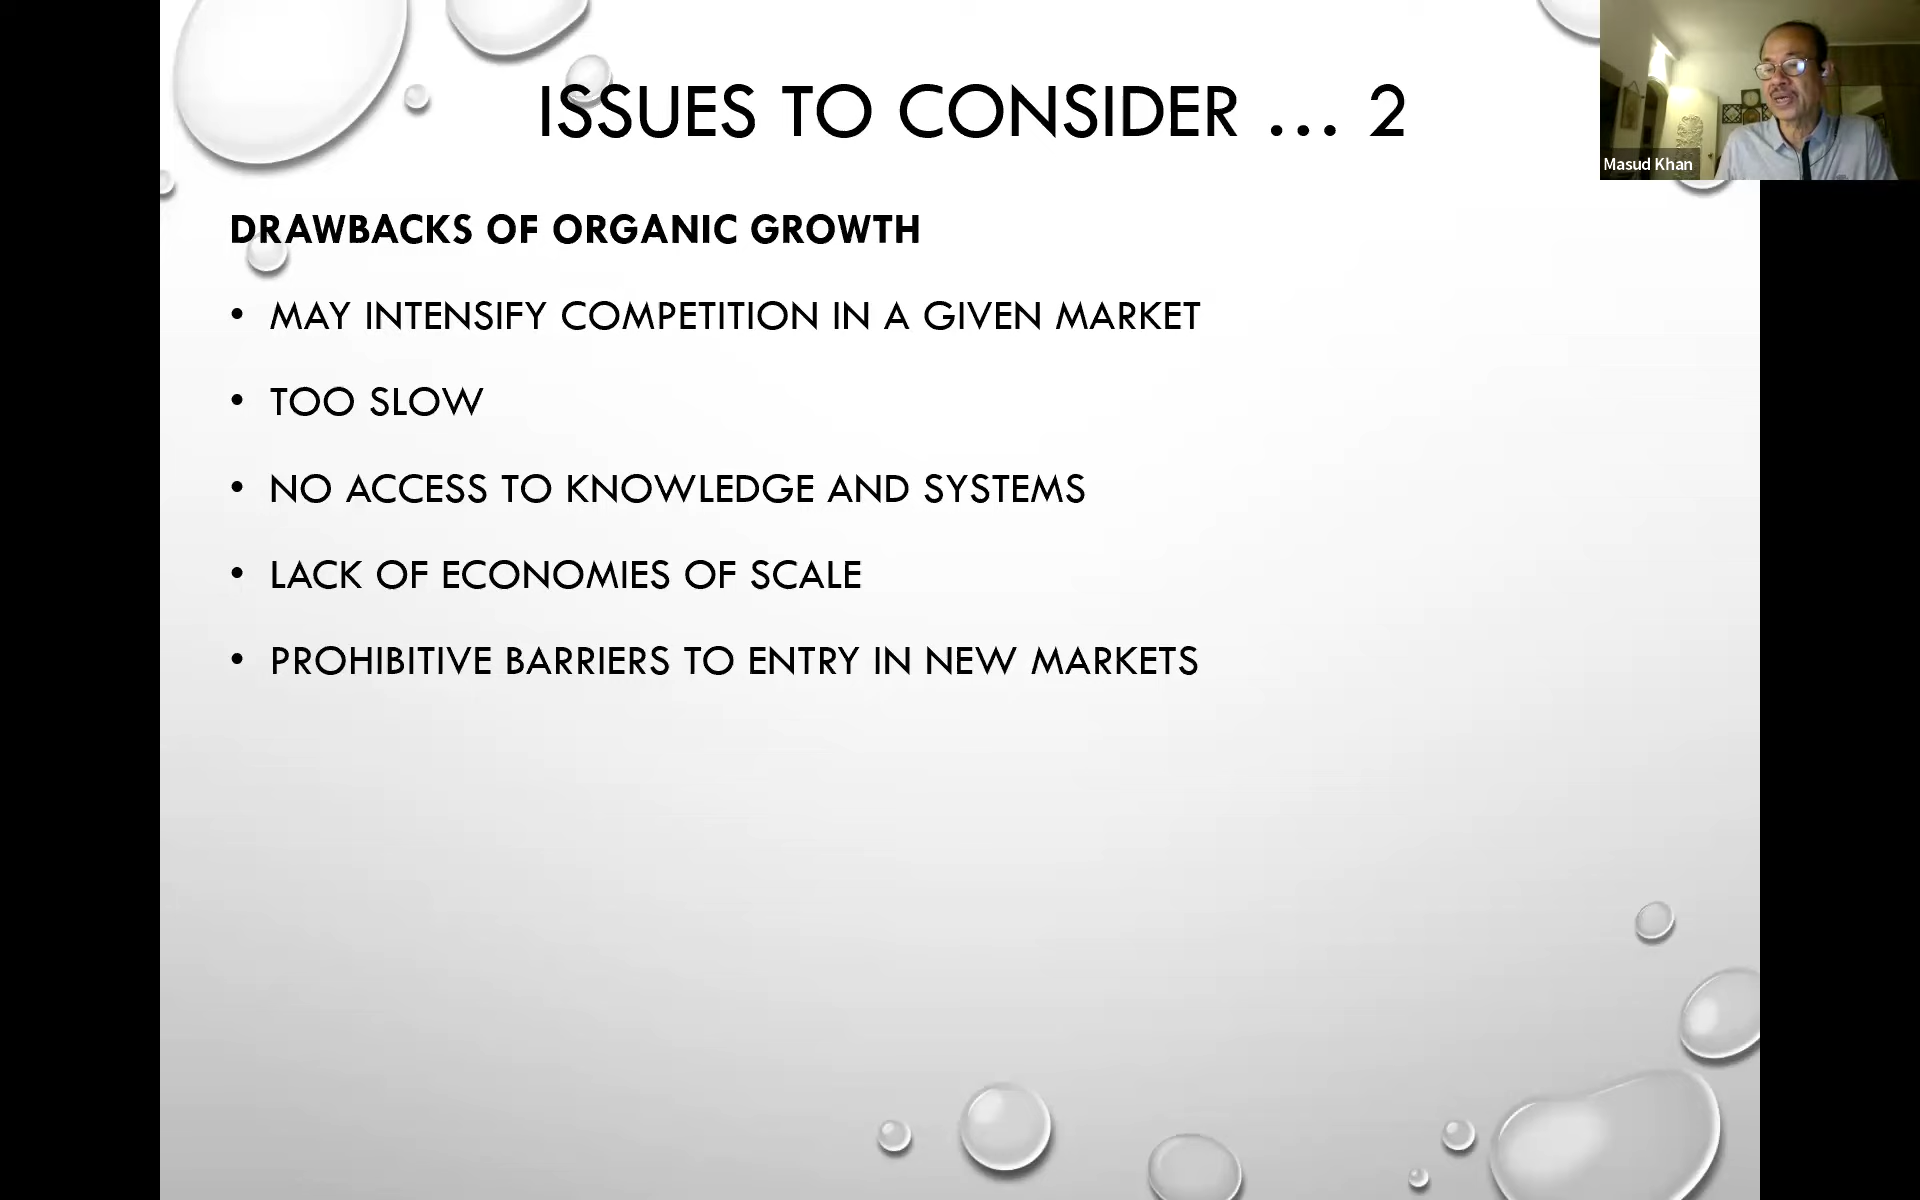 ISSUES TO CONSIDER ... 2
Masud Khan
DRAWBACKS OF ORGANIC GROWTH
• MAY INTENSIFY COMPETITION IN A GIVEN MARKET
• TOO SLOW
• NO ACCESS TO KNOWLEDGE AND SYSTEMS
• LACK OF ECONOMIES OF SCALE
• PROHIBITIVE BARRIERS TO ENTRY IN NEW MARKETS